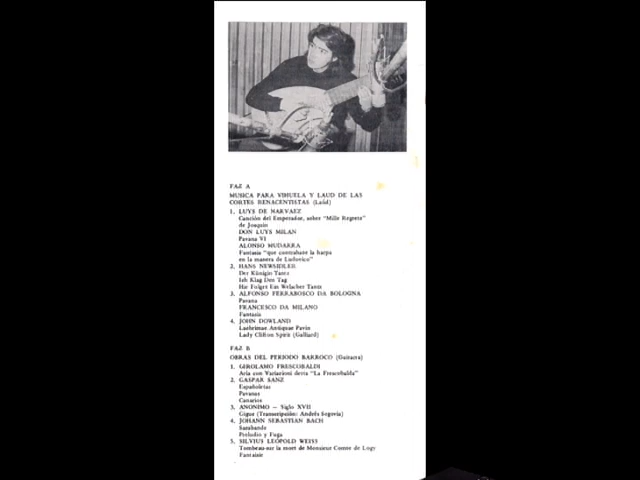 FAZ A
MUSICA PARA VIHUELA Y LAUD DE LAS
CORTES RENACENTISTAS (Laúd)
1. LUYS DE NARVAEZ
Canción del Emperador, sobre "Mille Regretz"
de Josquin
DON LUYS MILAN
Pavana VI
ALONSO MUDARRA
Fantasía "que contrahace la harpa
en la manera de Ludovico"
2. HANS NEWSIDLER
Der Künigin Tantz
Ich Klag Den Tag
Hie Folget Ein Welscher Tantz
3. ALFONSO FERRABOSCO DA BOLOGNA
Pavana
FRANCESCO DA MILANO
Fantasia
4. JOHN DOWLAND
Lachrimae Antiquae Pavin
Lady Clifton Spirit (Galliard)
FAZ B
OBRAS DEL PERIODO BARROCO (Guitarra)
1. GIROLAMO FRESCOBALDI
Aria con Variazioni detta "La Frescobalda"
2. GASPAR SANZ
Españoletas
Pavanas
Canarios
3. ANONIMO — Siglo XVII
Gigue (Transcripción: Andrés Segovia)
4. JOHANN SEBASTIAN BACH
Sarabande
Preludio y Fuga
5. SILVIUS LEOPOLD WEISS
Tombeau sur la mort de Monsieur Comte de Logy
Fantaisie